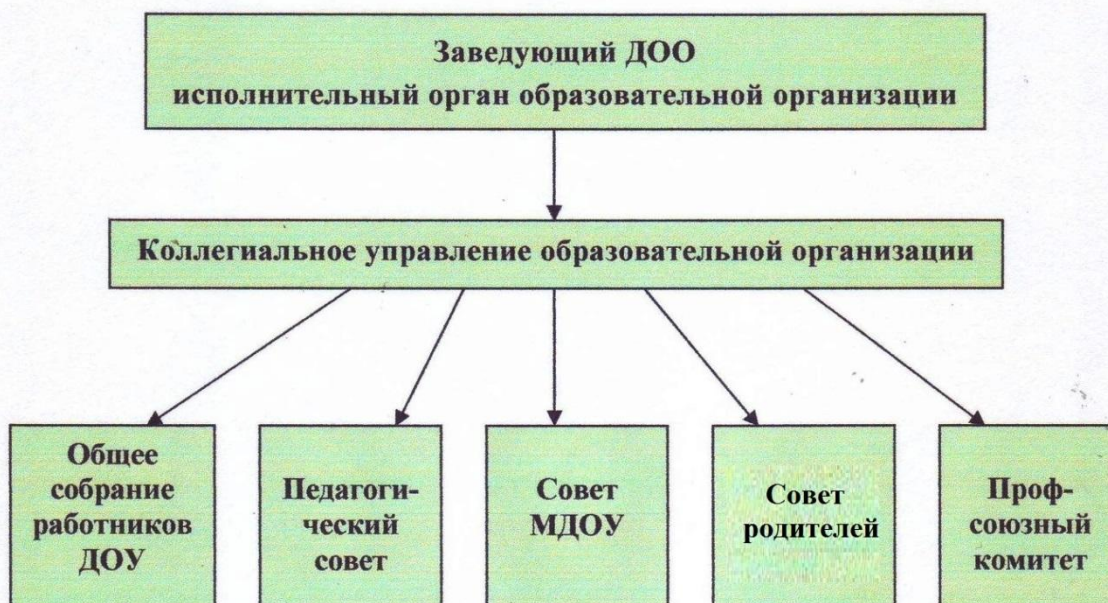 Заведующий ДОО
исполнительный орган образовательной организации
Коллегиальное управление образовательной организации
Общее
собрание
работников
ДОУ
Педагоги-
ческий
совет
Совет
МДОУ
Совет
родителей
Проф-
союзный
комитет